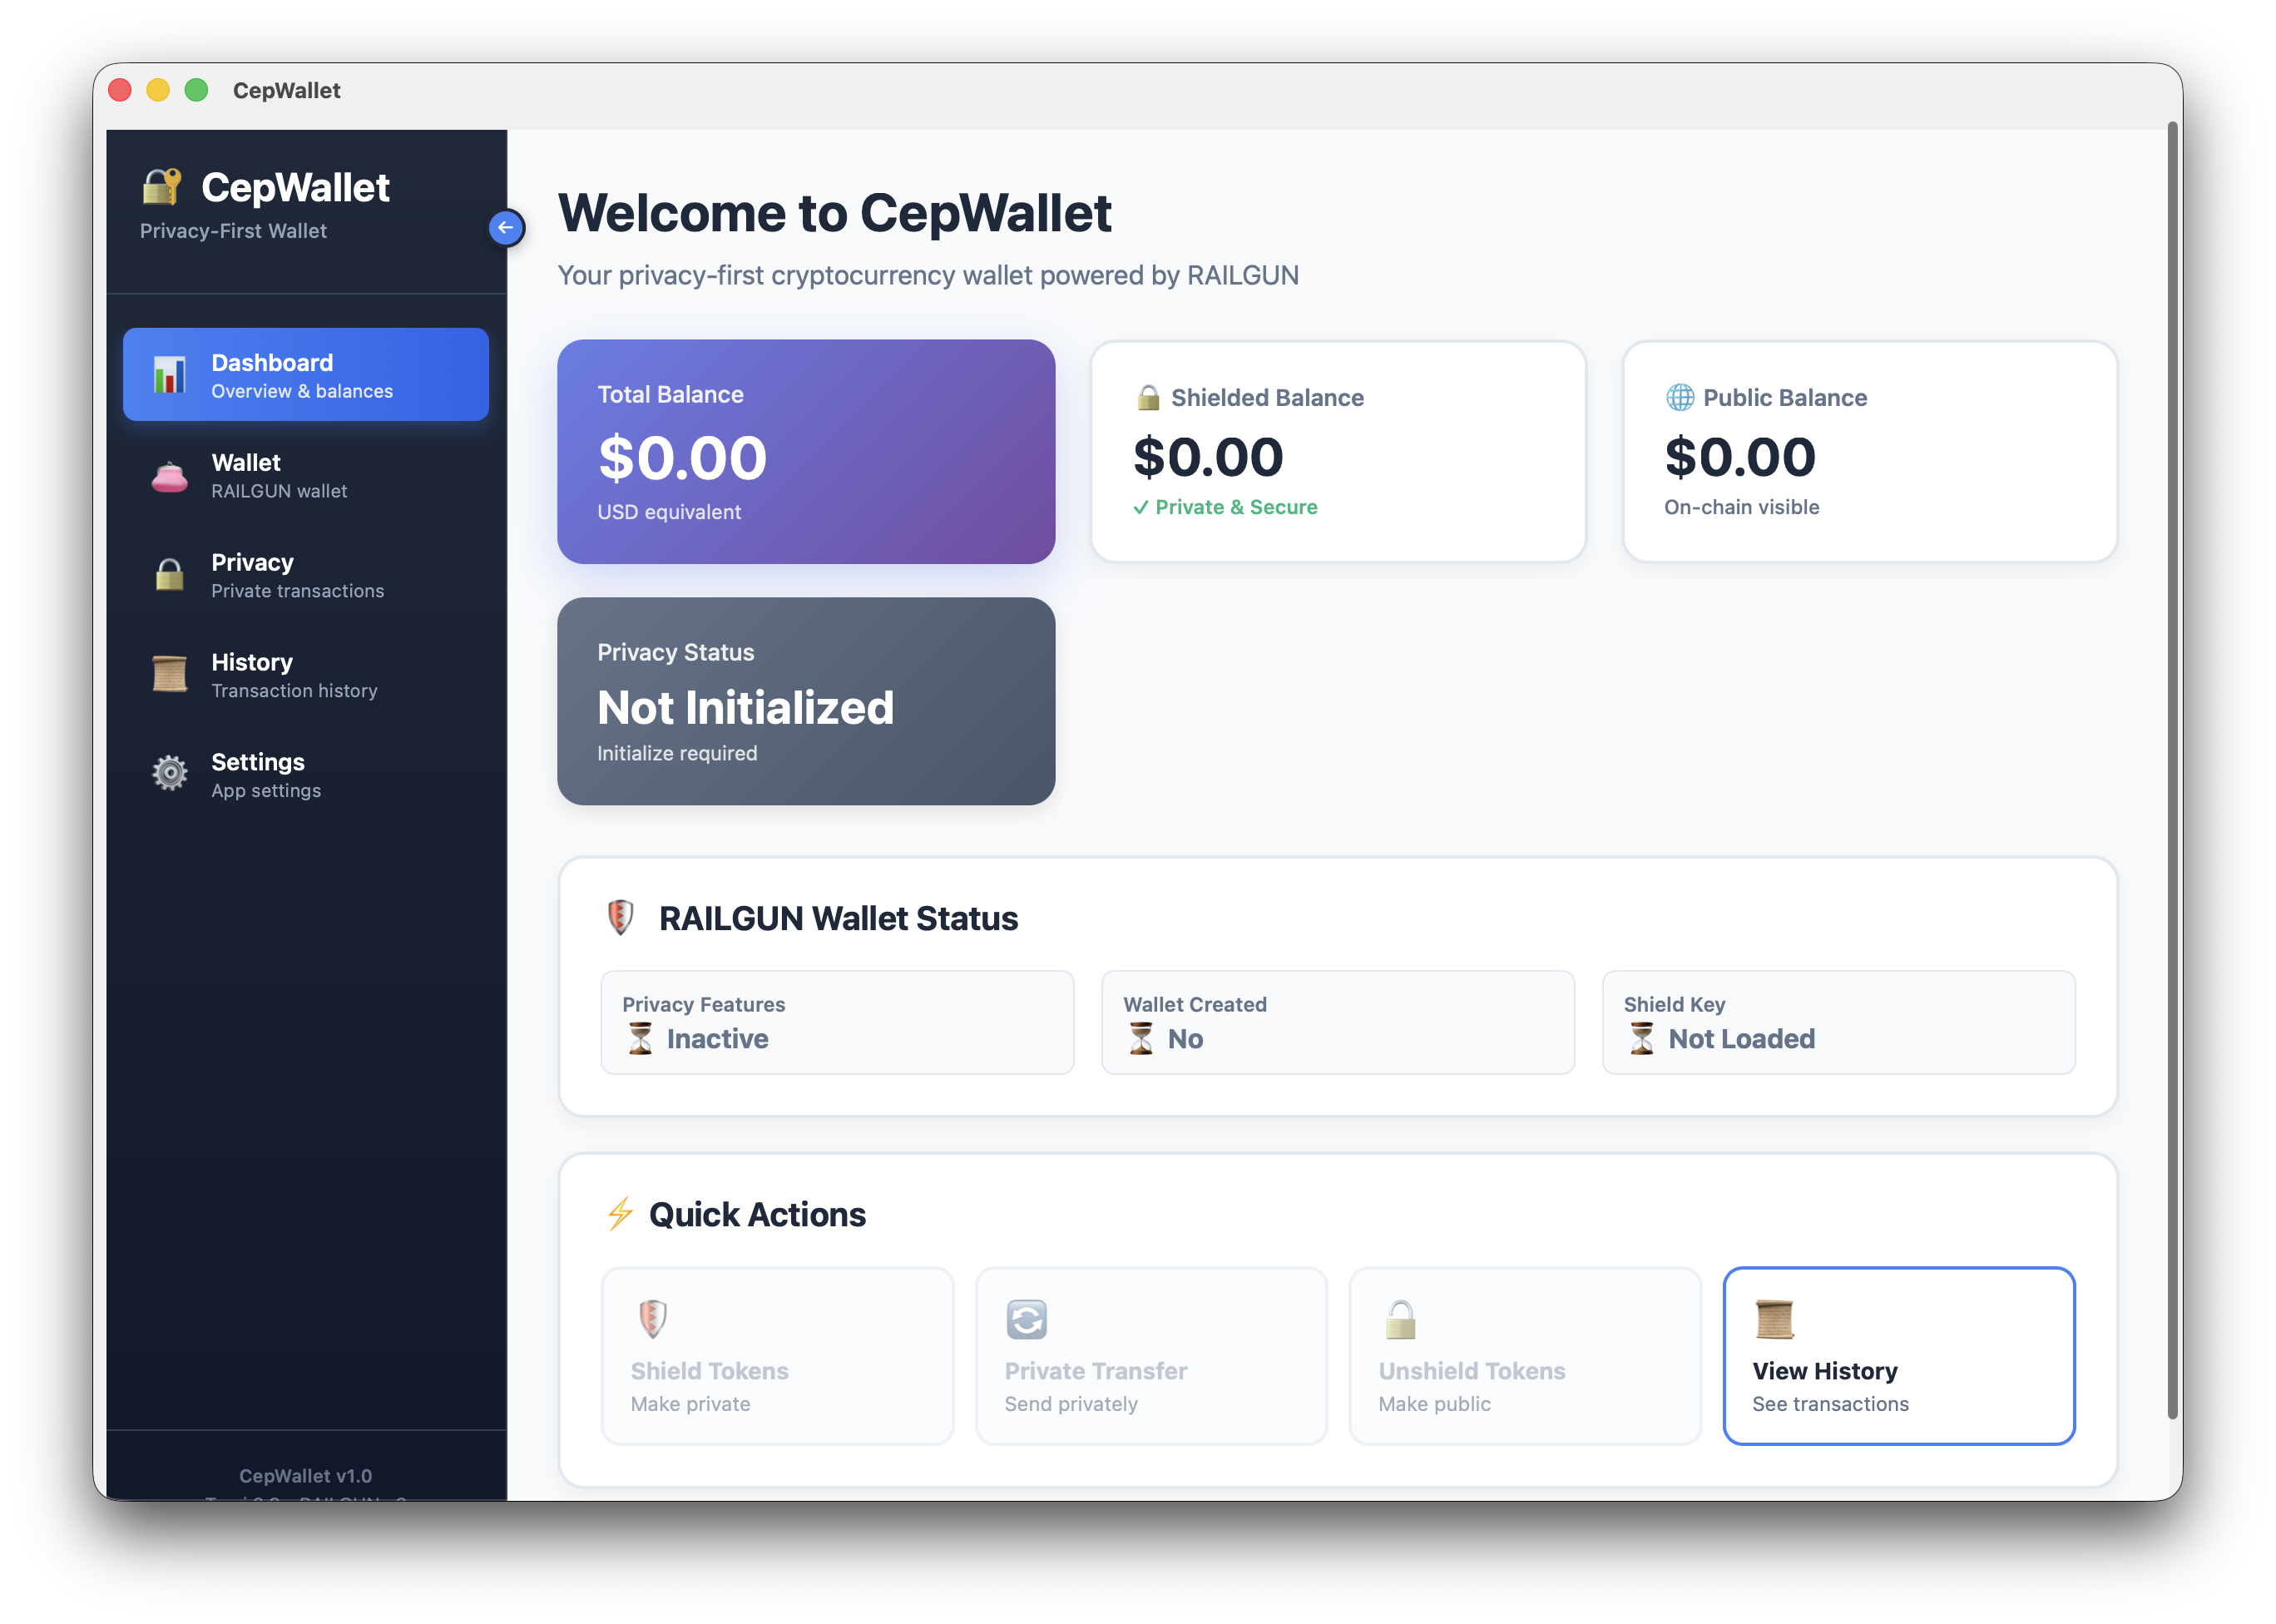 CepWallet
CepWallet
Privacy-First Wallet
Dashboard
Overview & balances
Wallet
RAILGUN wallet
Privacy
Private transactions
History
Transaction history
Settings
App settings
CepWallet v1.0
Welcome to CepWallet
Your privacy-first cryptocurrency wallet powered by RAILGUN
Total Balance
$0.00
USD equivalent
Shielded Balance
$0.00
✓ Private & Secure
Public Balance
$0.00
On-chain visible
Privacy Status
Not Initialized
Initialize required
RAILGUN Wallet Status
Privacy Features
Inactive
Wallet Created
No
Shield Key
Not Loaded
Quick Actions
Shield Tokens
Make private
Private Transfer
Send privately
Unshield Tokens
Make public
View History
See transactions